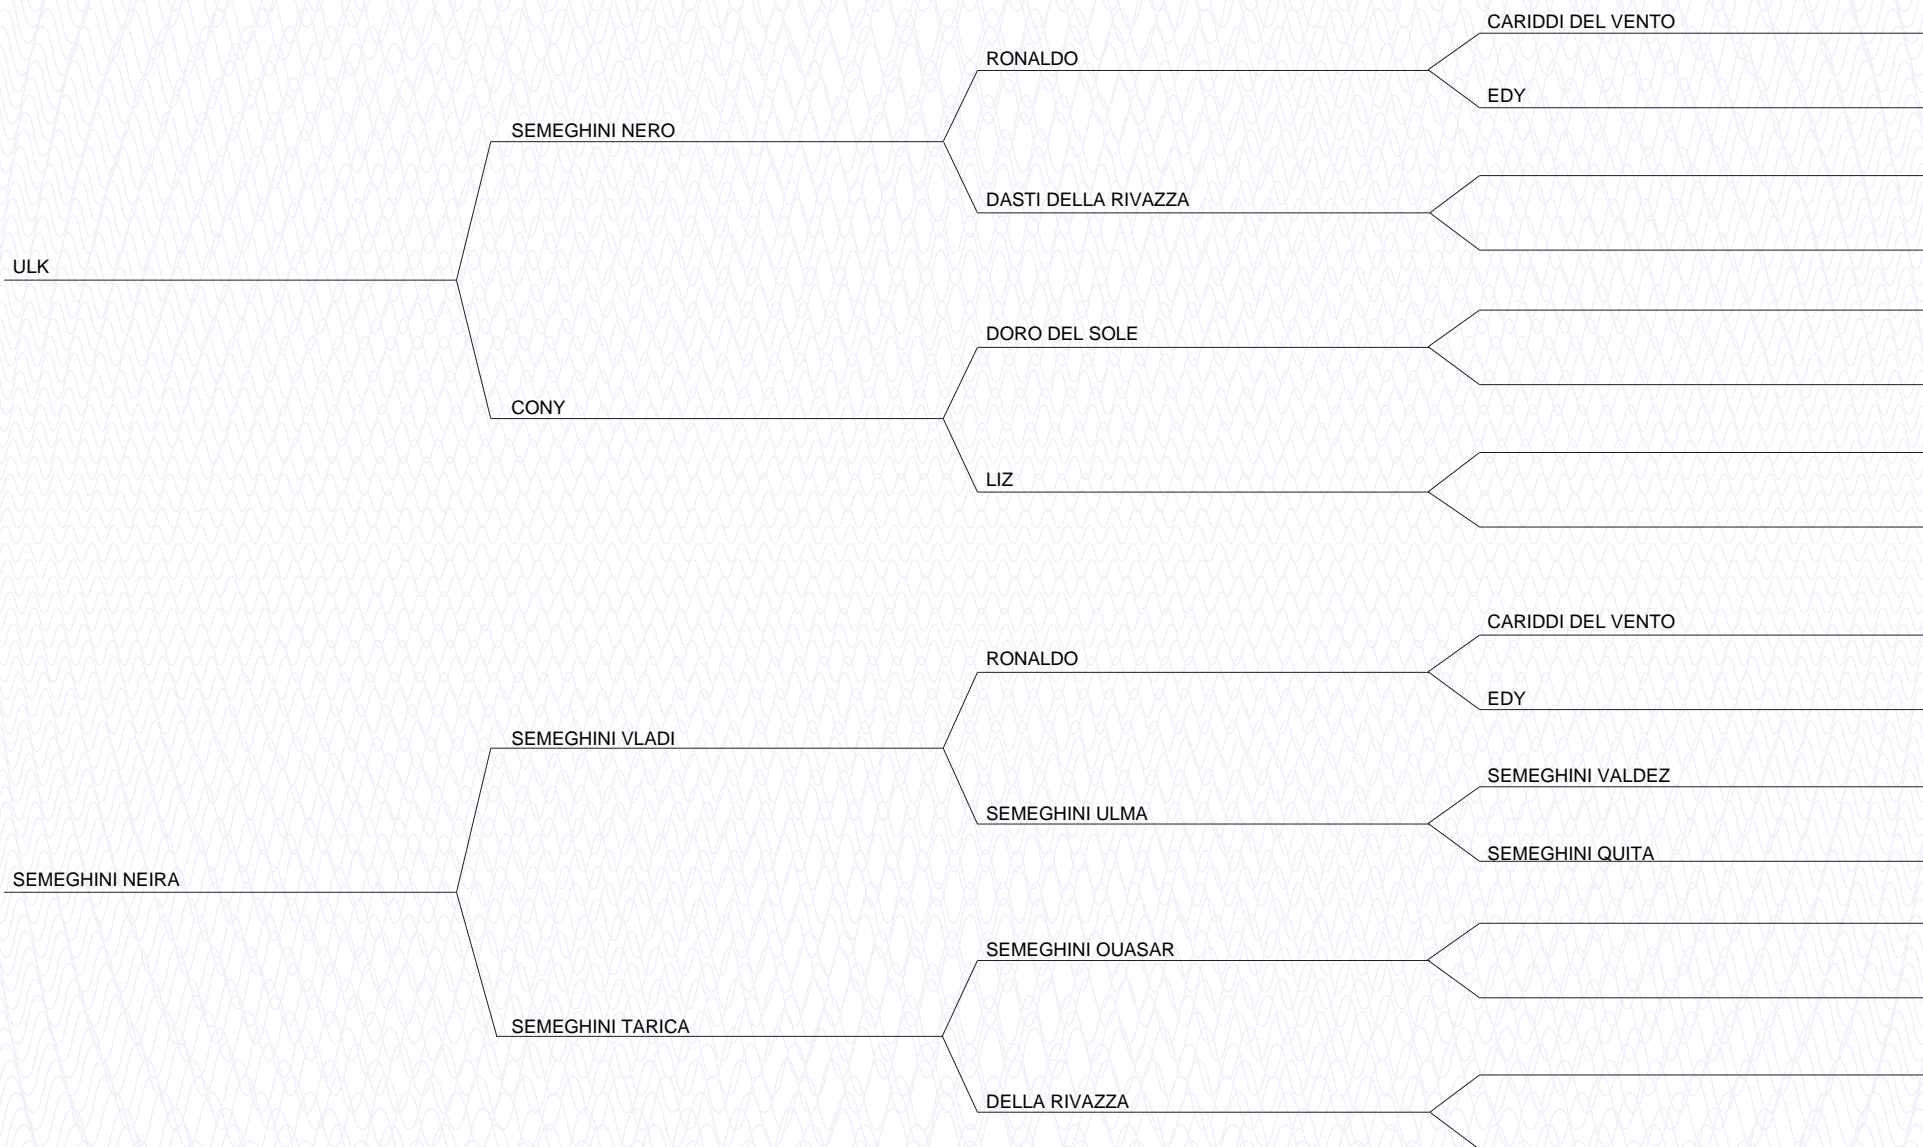 CARIDDI DEL VENTO
RONALDO
EDY
SEMEGHINI NERO
DASTI DELLA RIVAZZA
ULK
DORO DEL SOLE
CONY
LIZ
CARIDDI DEL VENTO
RONALDO
EDY
SEMEGHINI VLADI
SEMEGHINI VALDEZ
SEMEGHINI ULMA
SEMEGHINI QUITA
SEMEGHINI NEIRA
SEMEGHINI OUASAR
SEMEGHINI TARICA
DELLA RIVAZZA